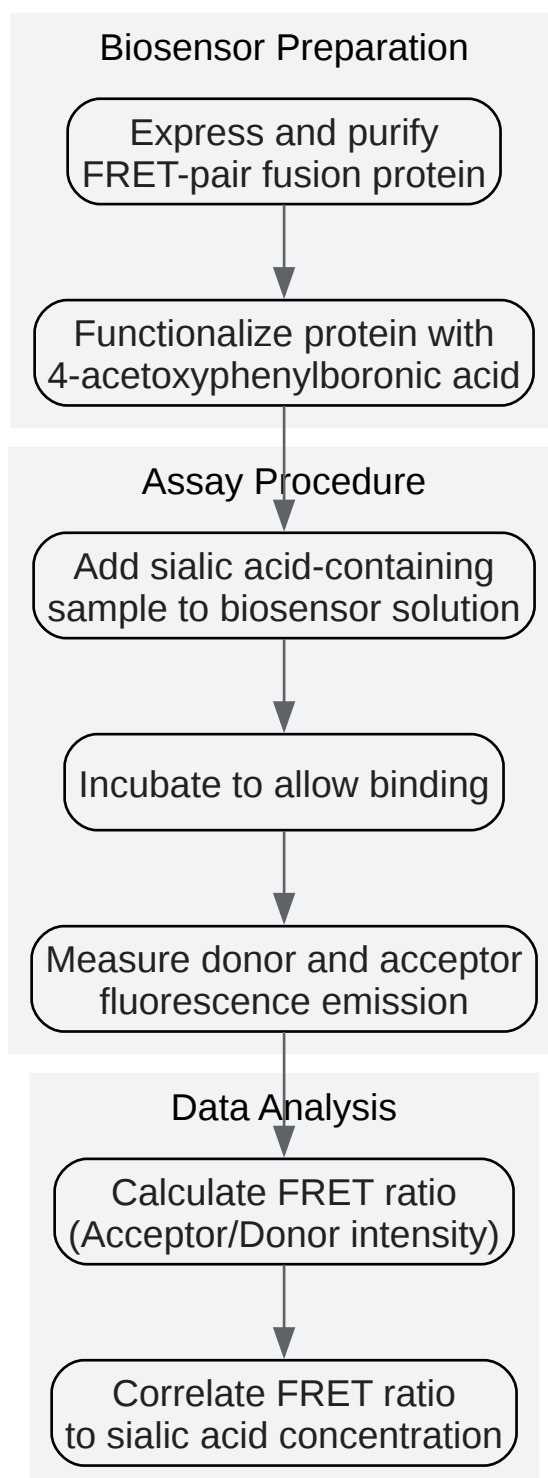 Biosensor Preparation
Express and purify
FRET-pair fusion protein
Functionalize protein with
4-acetoxyphenylboronic acid
Assay Procedure
Add sialic acid-containing
sample to biosensor solution
Incubate to allow binding
Measure donor and acceptor
fluorescence emission
Data Analysis
Calculate FRET ratio
(Acceptor/Donor intensity)
Correlate FRET ratio
to sialic acid concentration